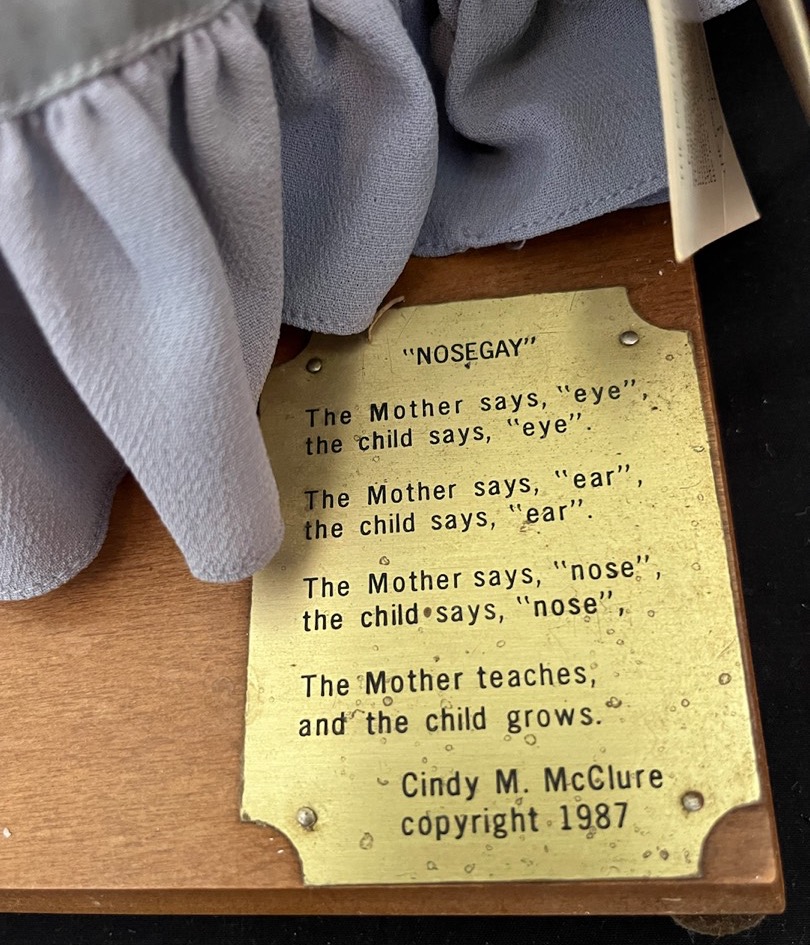 "NOSEGAY"
The Mother says, "eye",
the child says, "eye".
The Mother says, "ear",
the child says, "ear".
The Mother says, "nose",
the child says, "nose",
The Mother teaches,
and the child grows.
Cindy M. McClure
copyright 1987